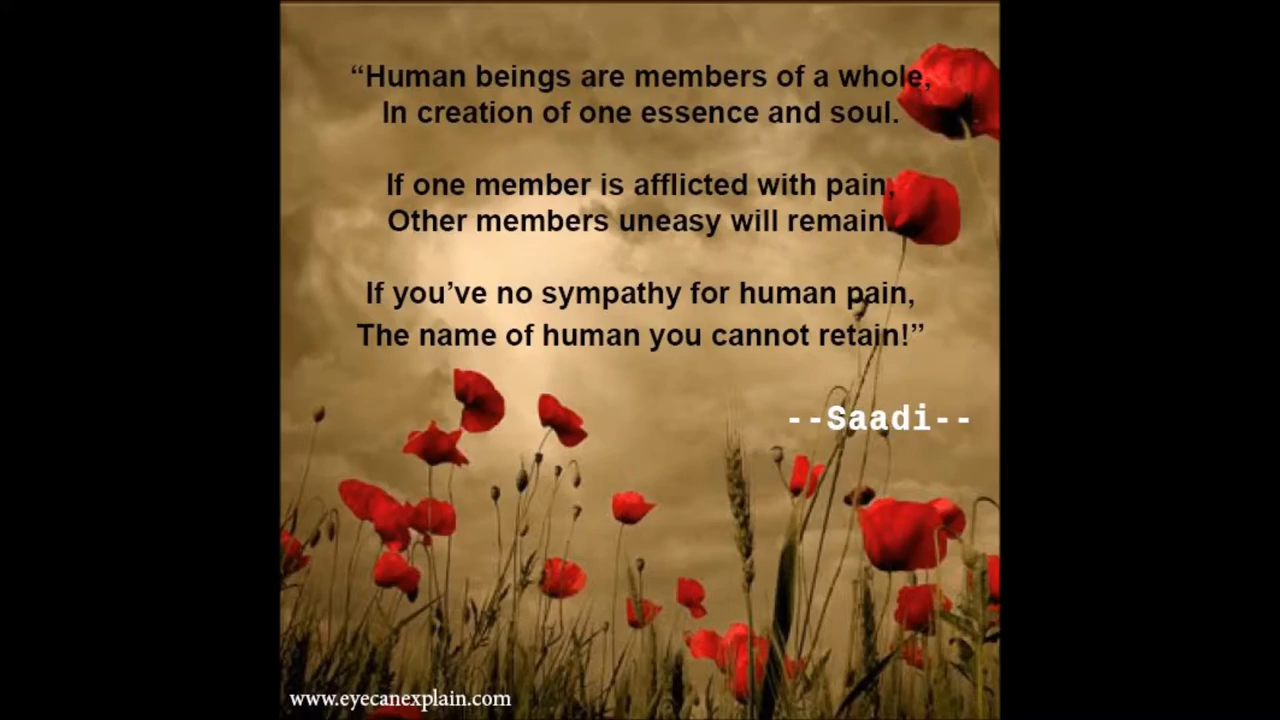 “Human beings are members of a whole,
In creation of one essence and soul.
If one member is afflicted with pain,
Other members uneasy will remain.
If you’ve no sympathy for human pain,
The name of human you cannot retain!”
--Saadi--
www.eyecanexplain.com